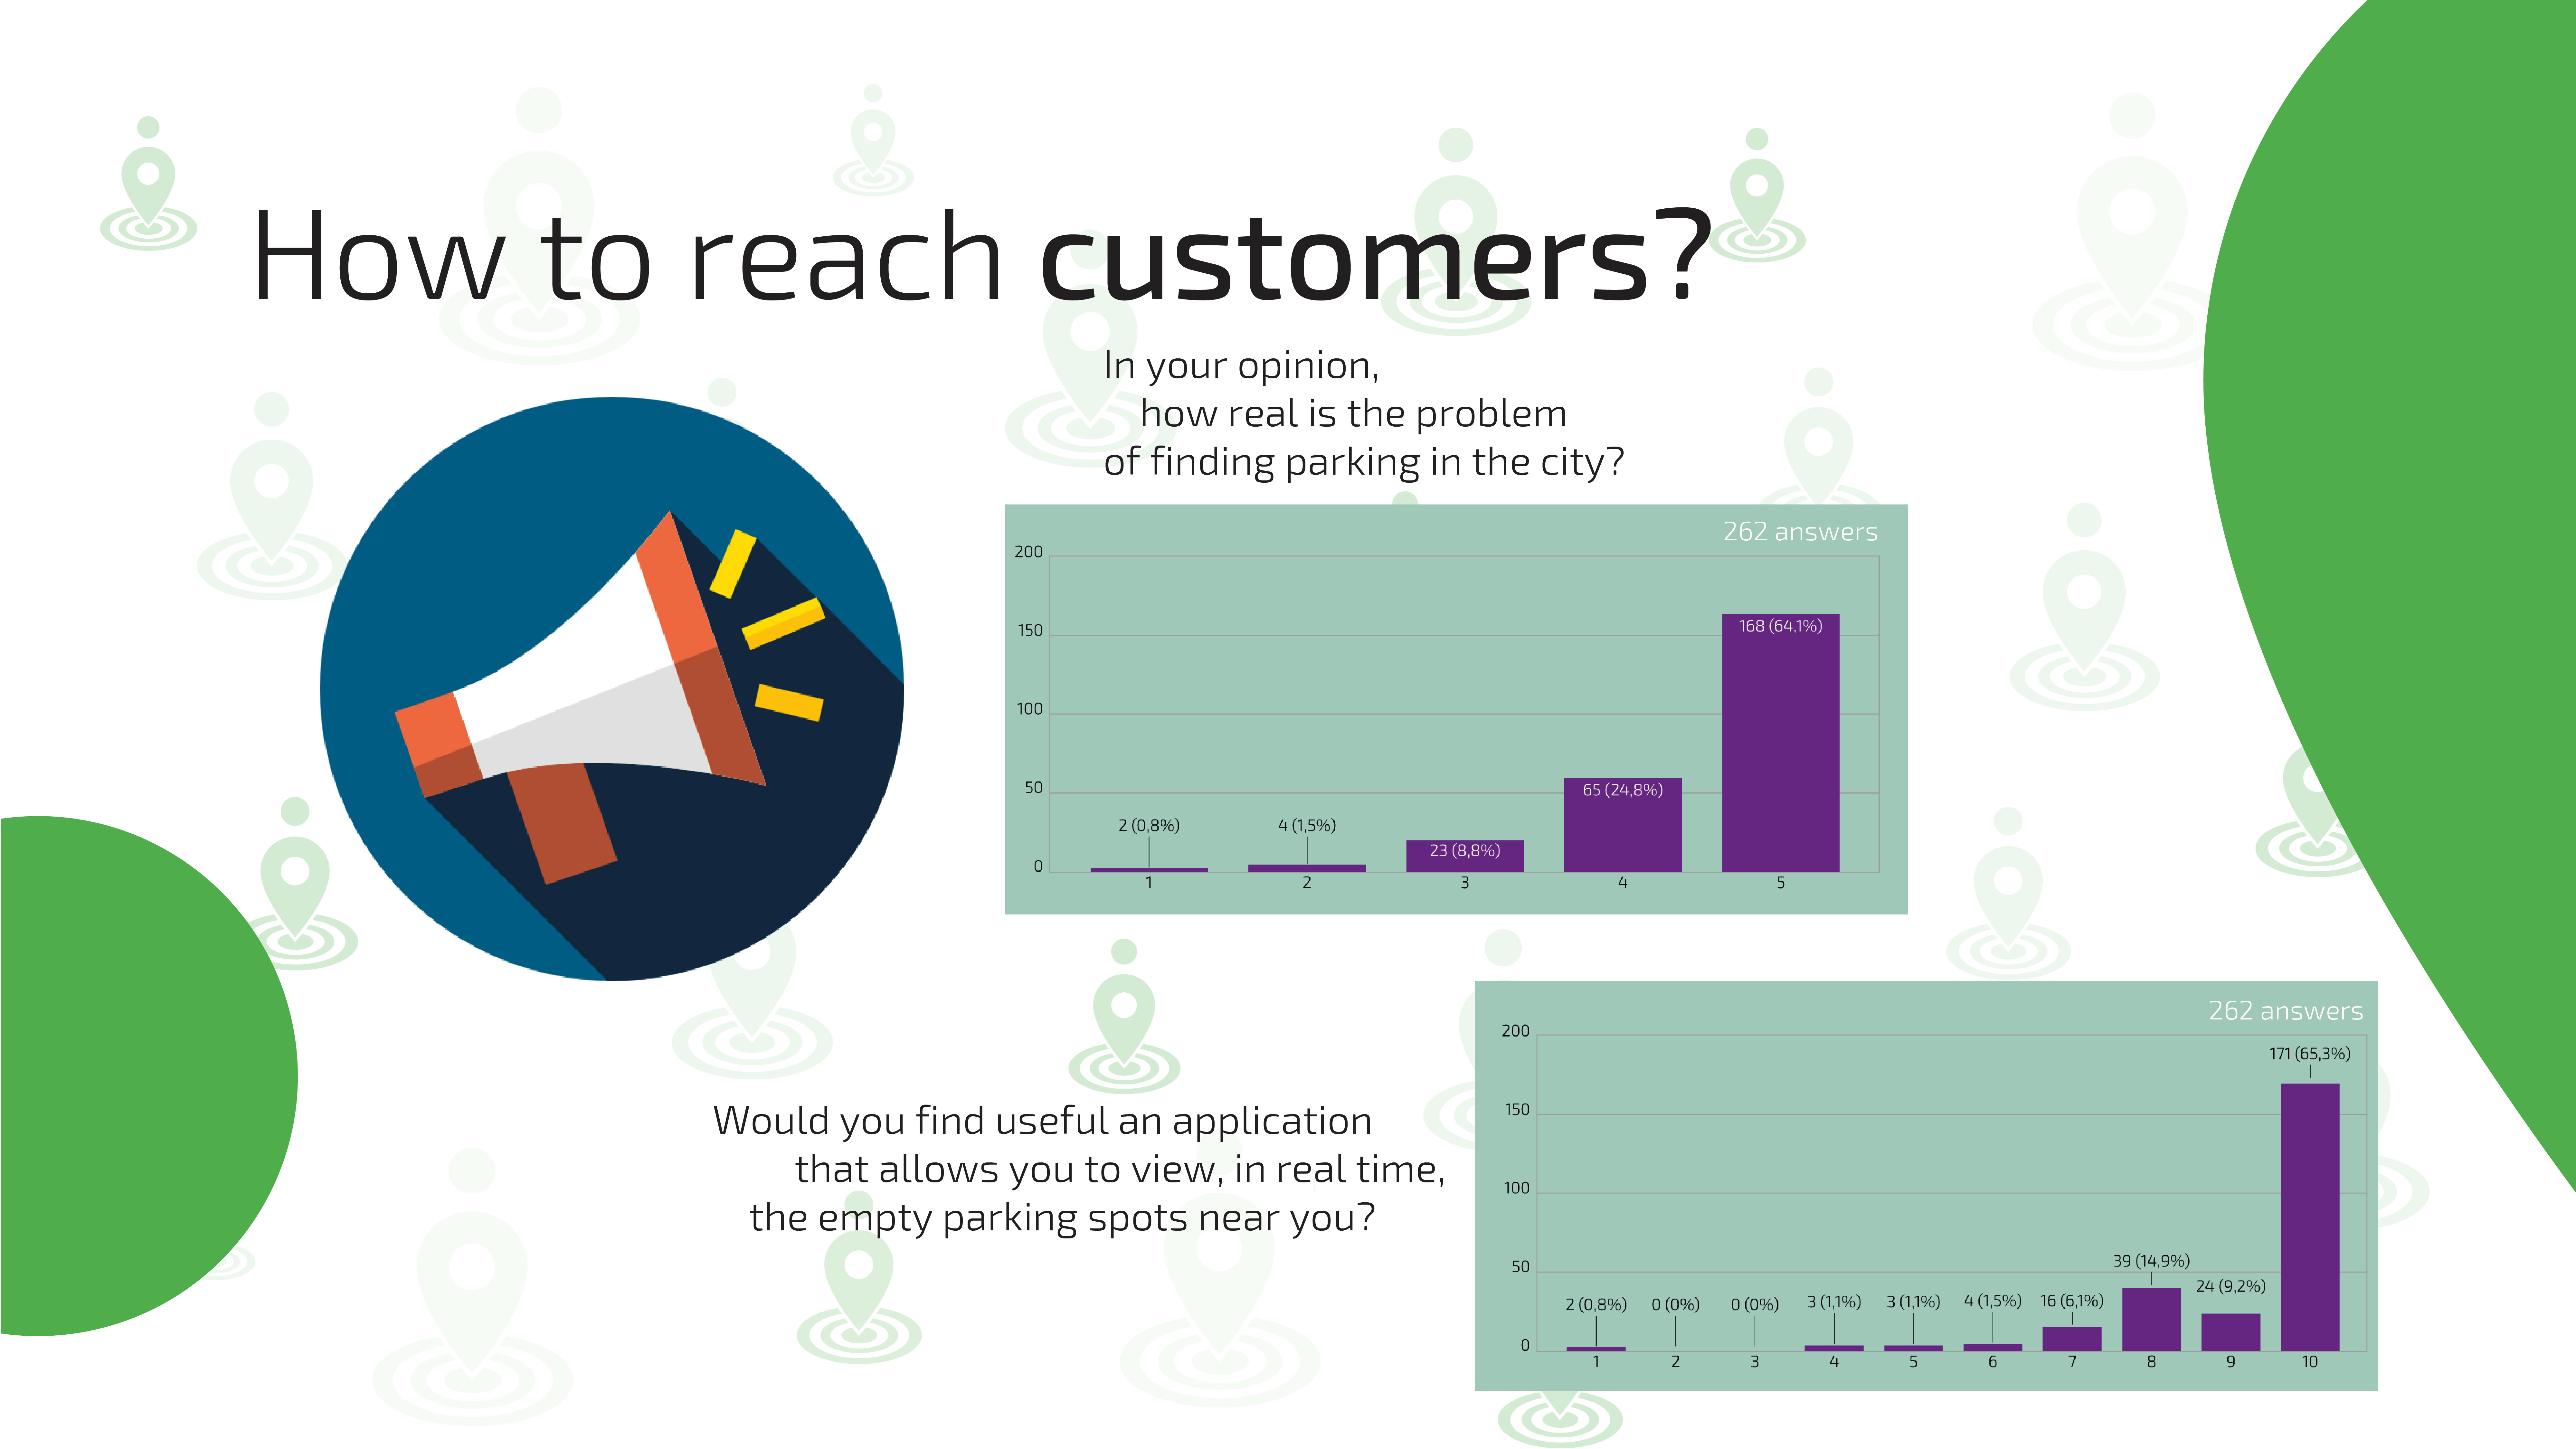 How to reach customers?
In your opinion,
how real is the problem
of finding parking in the city?
262 answers
200
150
100
50
0
2 (0,8%)
4 (1,5%)
23 (8,8%)
65 (24,8%)
168 (64,1%)
1 2 3 4 5
Would you find useful an application
that allows you to view, in real time,
the empty parking spots near you?
262 answers
200
150
100
50
0
2 (0,8%)
0 (0%)
0 (0%)
3 (1,1%)
3 (1,1%)
4 (1,5%)
16 (6,1%)
39 (14,9%)
24 (9,2%)
171 (65,3%)
1 2 3 4 5 6 7 8 9 10